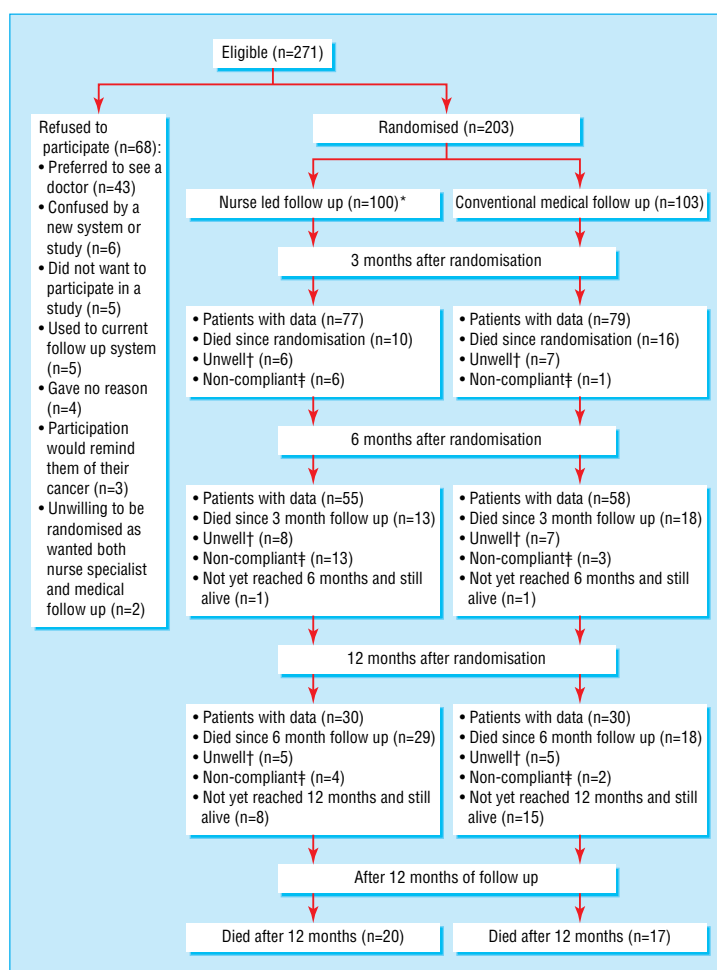 Eligible (n=271)
Refused to
participate (n=68):
• Preferred to see a
doctor (n=43)
• Confused by a
new system or
study (n=6)
• Did not want to
participate in a
study (n=5)
• Used to current
follow up system
(n=5)
• Gave no reason
(n=4)
• Participation
would remind
them of their
cancer (n=3)
• Unwilling to be
randomised as
wanted both
nurse specialist
and medical
follow up (n=2)
Randomised (n=203)
Nurse led follow up (n=100)*
Conventional medical follow up (n=103)
3 months after randomisation
• Patients with data (n=77)
• Died since randomisation (n=10)
• Unwell† (n=6)
• Non-compliant‡ (n=6)
• Patients with data (n=79)
• Died since randomisation (n=16)
• Unwell† (n=7)
• Non-compliant‡ (n=1)
6 months after randomisation
• Patients with data (n=55)
• Died since 3 month follow up (n=13)
• Unwell† (n=8)
• Non-compliant‡ (n=13)
• Not yet reached 6 months and still
alive (n=1)
• Patients with data (n=58)
• Died since 3 month follow up (n=18)
• Unwell† (n=7)
• Non-compliant‡ (n=3)
• Not yet reached 6 months and still
alive (n=1)
12 months after randomisation
• Patients with data (n=30)
• Died since 6 month follow up (n=29)
• Unwell† (n=5)
• Non-compliant‡ (n=4)
• Not yet reached 12 months and still
alive (n=8)
• Patients with data (n=30)
• Died since 6 month follow up (n=18)
• Unwell† (n=5)
• Non-compliant‡ (n=2)
• Not yet reached 12 months and still
alive (n=15)
After 12 months of follow up
Died after 12 months (n=20)
Died after 12 months (n=17)